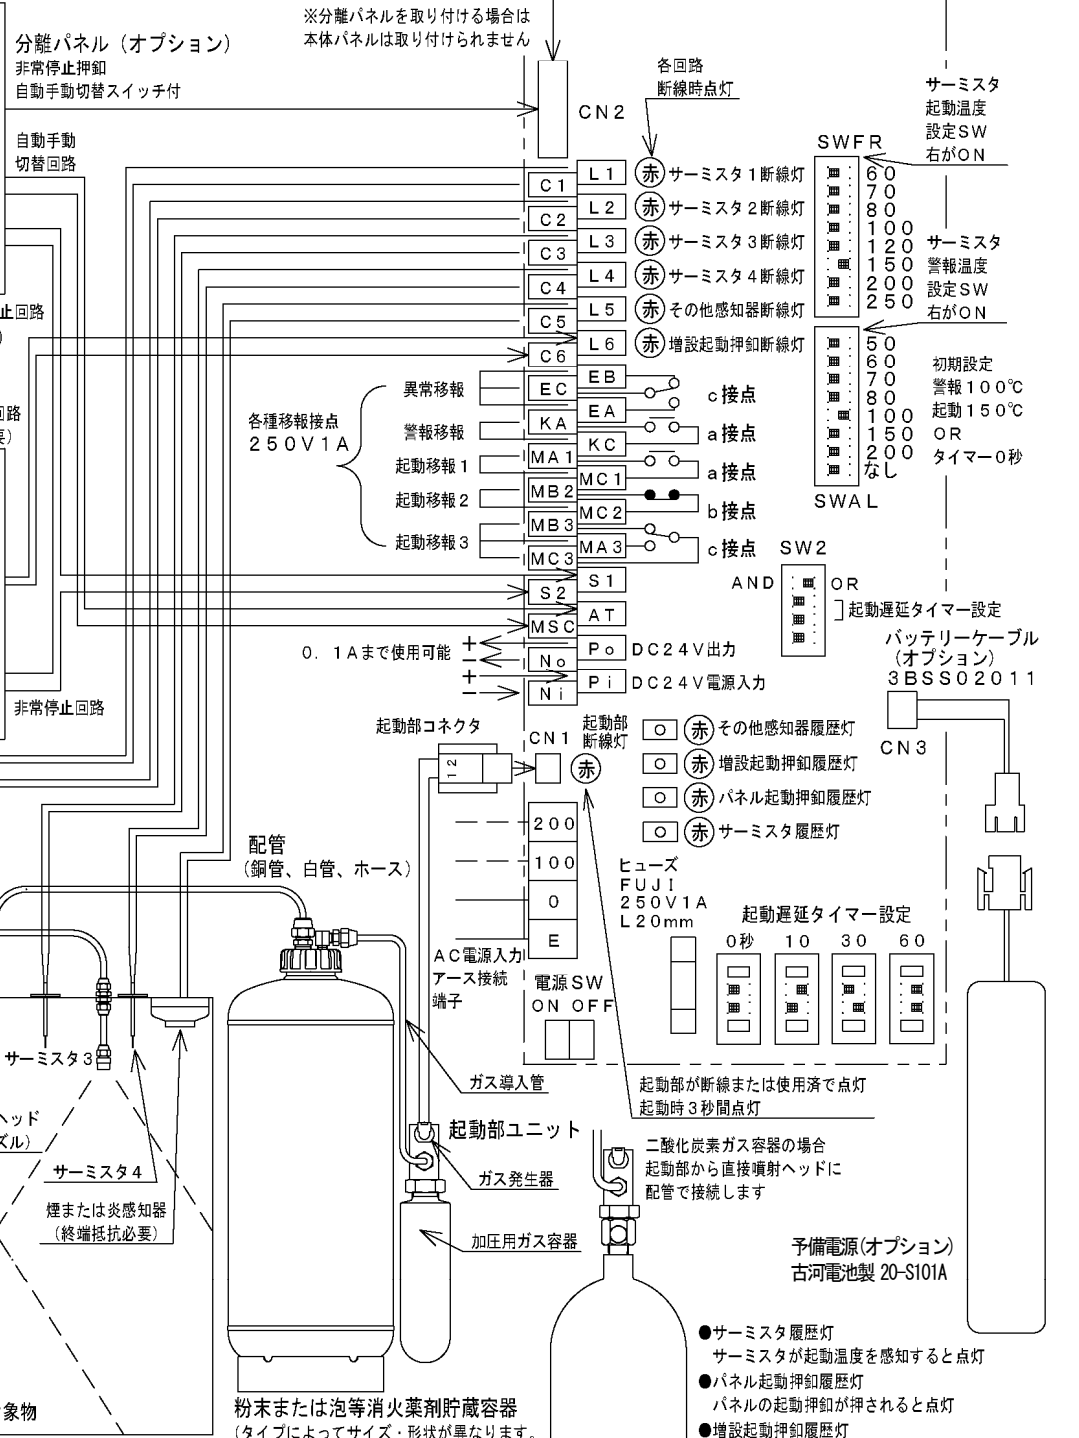 ※分離パネルを取り付ける場合は
本体パネルは取り付けられません
分離パネル（オプション）
非常停止押釦
自動手動切替スイッチ付
自動手動
切替回路
止回路
回路
非常停止回路
各回路
断線時点灯
CN2
L1
C1
L2
C2
L3
C3
L4
C4
L5
C5
L6
C6
EB
EC
EA
KA
KC
MA1
MC1
MB2
MC2
MB3
MA3
MC3
S1
S2
AT
MSC
Po
No
Pi
Ni
赤 サーミスタ1断線灯
赤 サーミスタ2断線灯
赤 サーミスタ3断線灯
赤 サーミスタ4断線灯
赤 その他感知器断線灯
赤 増設起動押釦断線灯
サーミスタ
起動温度
設定SW
右がON
SWFR
60
70
80
100
120
150
200
250
サーミスタ
警報温度
設定SW
右がON
50
60
70
80
100
150
200
なし
SWAL
初期設定
警報100℃
起動150℃
OR
タイマー0秒
各種移報接点
250V1A
異常移報
警報移報
起動移報1
起動移報2
起動移報3
c接点
a接点
a接点
b接点
c接点
SW2
AND
OR
起動遅延タイマー設定
0.1Aまで使用可能
＋
－
＋
－
DC24V出力
DC24V電源入力
バッテリーケーブル
（オプション）
3BSS02011
CN3
起動部コネクタ
1 2
CN1
起動部
断線灯
赤
赤 その他感知器履歴灯
赤 増設起動押釦履歴灯
赤 パネル起動押釦履歴灯
赤 サーミスタ履歴灯
200
100
0
E
AC電源入力
アース接続
端子
電源SW
ON OFF
ヒューズ
FUJI
250V1A
L20mm
起動遅延タイマー設定
0秒 10 30 60
配管
（銅管、白管、ホース）
ガス導入管
起動部が断線または使用済で点灯
起動時3秒間点灯
起動部ユニット
ガス発生器
加圧用ガス容器
二酸化炭素ガス容器の場合
起動部から直接噴射ヘッドに
配管で接続します
サーミスタ3
ヘッド
ズル）
サーミスタ4
煙または炎感知器
（終端抵抗必要）
象物
予備電源(オプション)
古河電池製 20-S101A
粉末または泡等消火薬剤貯蔵容器
（タイプによってサイズ・形状が異なります。
●サーミスタ履歴灯
サーミスタが起動温度を感知すると点灯
●パネル起動押釦履歴灯
パネルの起動押釦が押されると点灯
●増設起動押釦履歴灯